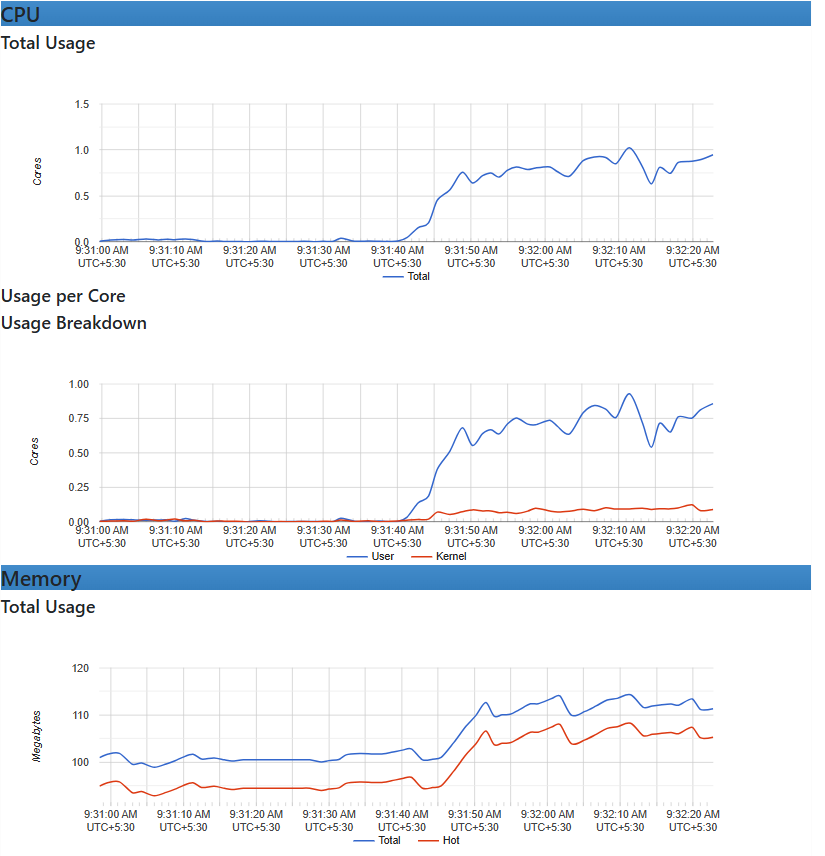 CPU
Total Usage
1.5
1.0
Cores
0.5
0.0
9:31:00 AM 9:31:10 AM 9:31:20 AM 9:31:30 AM 9:31:40 AM 9:31:50 AM 9:32:00 AM 9:32:10 AM 9:32:20 AM
UTC+5:30 UTC+5:30 UTC+5:30 UTC+5:30 UTC+5:30 UTC+5:30 UTC+5:30 UTC+5:30 UTC+5:30
Total
Usage per Core
Usage Breakdown
1.00
0.75
Cores
0.50
0.25
0.00
9:31:00 AM 9:31:10 AM 9:31:20 AM 9:31:30 AM 9:31:40 AM 9:31:50 AM 9:32:00 AM 9:32:10 AM 9:32:20 AM
UTC+5:30 UTC+5:30 UTC+5:30 UTC+5:30 UTC+5:30 UTC+5:30 UTC+5:30 UTC+5:30 UTC+5:30
User Kernel
Memory
Total Usage
120
110
Megabytes
100
9:31:00 AM 9:31:10 AM 9:31:20 AM 9:31:30 AM 9:31:40 AM 9:31:50 AM 9:32:00 AM 9:32:10 AM 9:32:20 AM
UTC+5:30 UTC+5:30 UTC+5:30 UTC+5:30 UTC+5:30 UTC+5:30 UTC+5:30 UTC+5:30 UTC+5:30
Total Hot